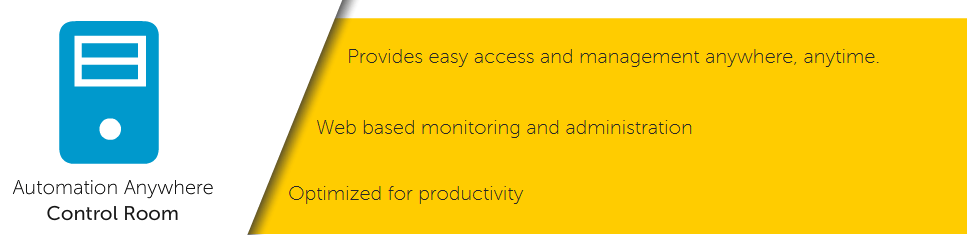 Provides easy access and management anywhere, anytime.
Web based monitoring and administration
Optimized for productivity
Automation Anywhere
Control Room